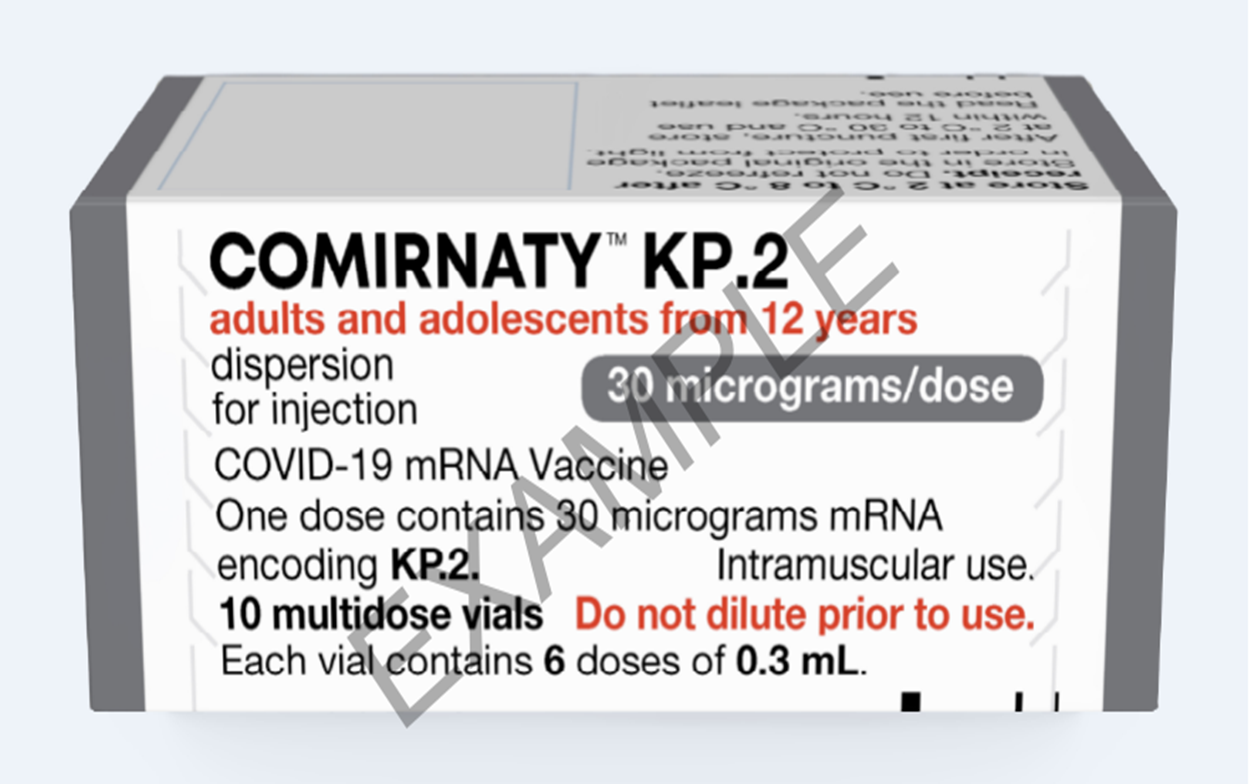 Store at 2 °C to 8 °C after
receipt. Do not refreeze.
Store in the original package
in order to protect from light.
After first puncture, store
at 2 °C to 30 °C and use
within 12 hours.
Read the package leaflet
before use.
COMIRNATY™ KP.2
adults and adolescents from 12 years
dispersion
for injection
30 micrograms/dose
COVID-19 mRNA Vaccine
One dose contains 30 micrograms mRNA
encoding KP.2. Intramuscular use.
10 multidose vials Do not dilute prior to use.
Each vial contains 6 doses of 0.3 mL.
EXAMPLE